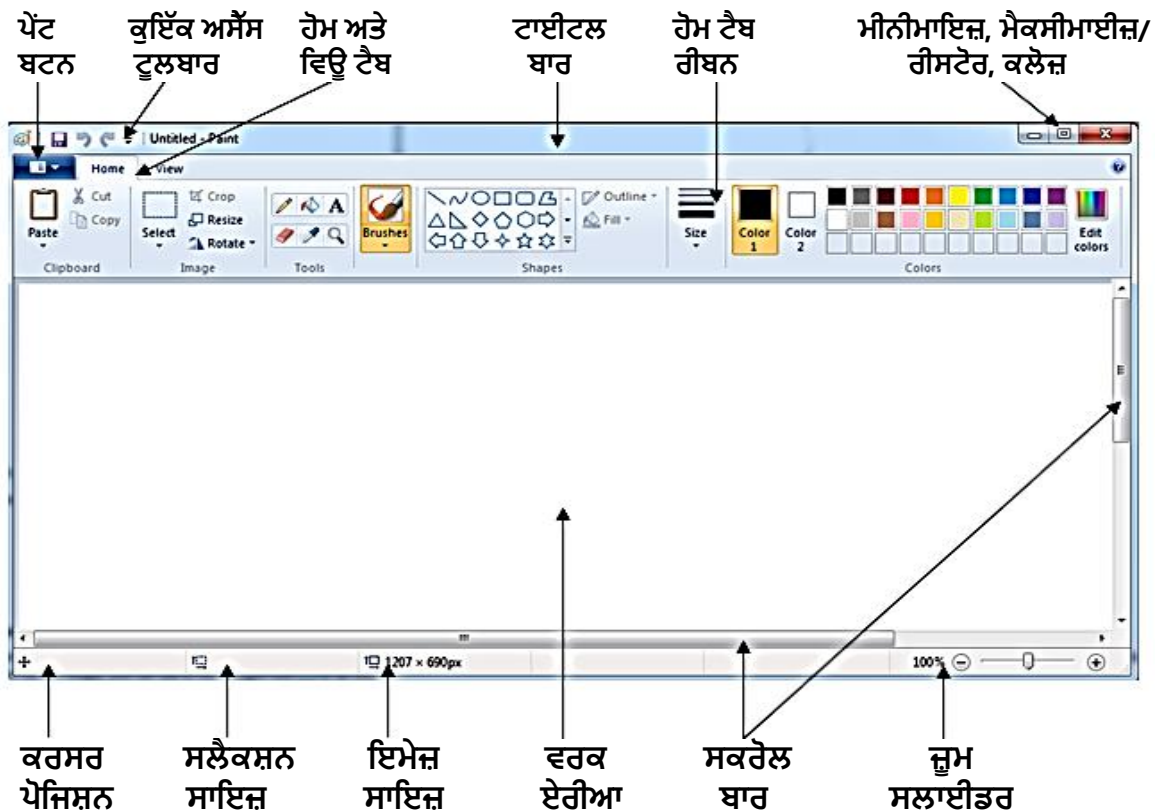 ਪੇਂਟ ਬਟਨ
ਕੁਇੱਕ ਅਸੈੱਸ ਟੂਲਬਾਰ
ਹੋਮ ਅਤੇ ਵਿਊ ਟੈਬ
ਟਾਈਟਲ ਬਾਰ
ਹੋਮ ਟੈਬ ਰੀਬਨ
ਮੀਨੀਮਾਇਜ਼, ਮੈਕਸੀਮਾਈਜ਼/
ਰੀਸਟੋਰ, ਕਲੋਜ਼
Untitled - Paint
Home View
Paste
Cut
Copy
Clipboard
Select
Crop
Resize
Rotate
Image
A
Tools
Brushes
Outline
Fill
Shapes
Size
Color 1
Color 2
Edit colors
Colors
1207 × 690px
100%
ਕਰਸਰ ਪੋਜਿਸ਼ਨ
ਸਲੈਕਸ਼ਨ ਸਾਇਜ਼
ਇਮੇਜ਼ ਸਾਇਜ਼
ਵਰਕ ਏਰੀਆ
ਸਕਰੋਲ ਬਾਰ
ਜ਼ੂਮ ਸਲਾਈਡਰ